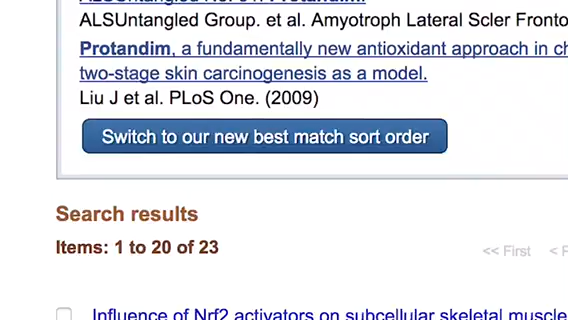 ALSUntangled Group. et al. Amyotroph Lateral Scler Fronto
Protandim, a fundamentally new antioxidant approach in ch
two-stage skin carcinogenesis as a model.
Liu J et al. PLoS One. (2009)
Switch to our new best match sort order
Search results
Items: 1 to 20 of 23
<< First
Influence of Nrf2 activators on subcellular skeletal muscle